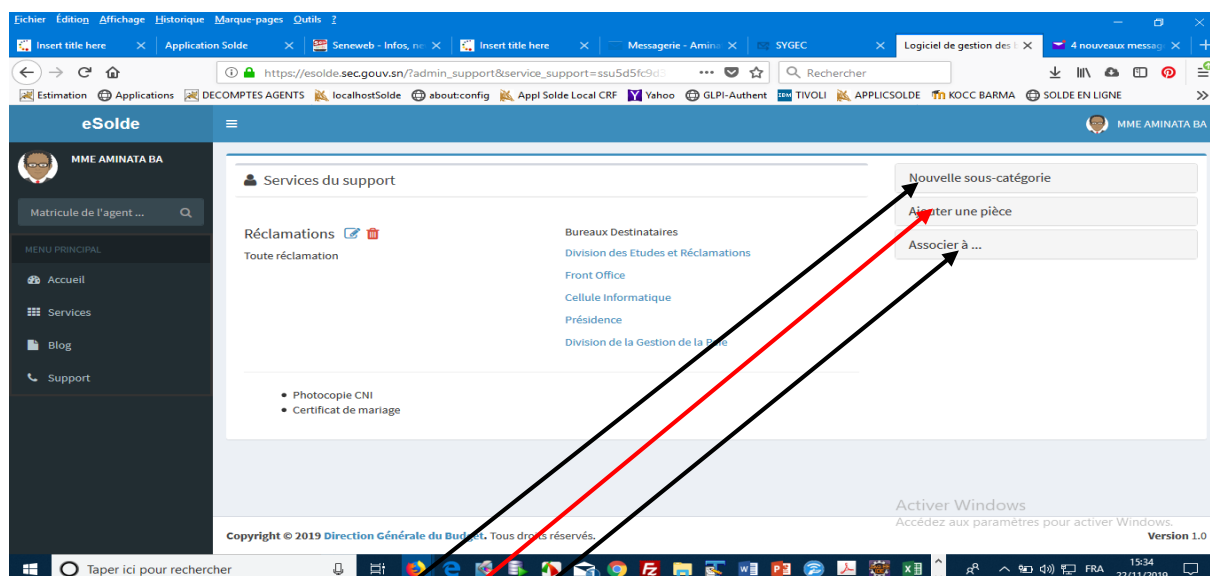 Fichier Édition Affichage Historique Marque-pages Outils ?
Insert title here Application Solde Seneweb - Infos, ne Insert title here Messagerie - Amina SYGEC Logiciel de gestion des 4 nouveaux messag
https://esolde.sec.gouv.sn/?admin_support&service_support=ssu5d5fc9d3 Rechercher
Estimation Applications DECOMPTES AGENTS localhostSolde about:config Appl Solde Local CRF Yahoo GLPI-Authent TIVOLI APPLICSOLDE KOCC BARMA SOLDE EN LIGNE
eSolde MME AMINATA BA
MME AMINATA BA
Matricule de l'agent ...
MENU PRINCIPAL
Accueil
Services
Blog
Support
Services du support
Réclamations
Toute réclamation
Bureaux Destinataires
Division des Etudes et Réclamations
Front Office
Cellule Informatique
Présidence
Division de la Gestion de la Paie
Photocopie CNI
Certificat de mariage
Nouvelle sous-catégorie
Ajouter une pièce
Associer à ...
Activer Windows
Accédez aux paramètres pour activer Windows.
Copyright © 2019 Direction Générale du Budget. Tous droits réservés. Version 1.0
Taper ici pour rechercher FRA 15:34
22/11/2019